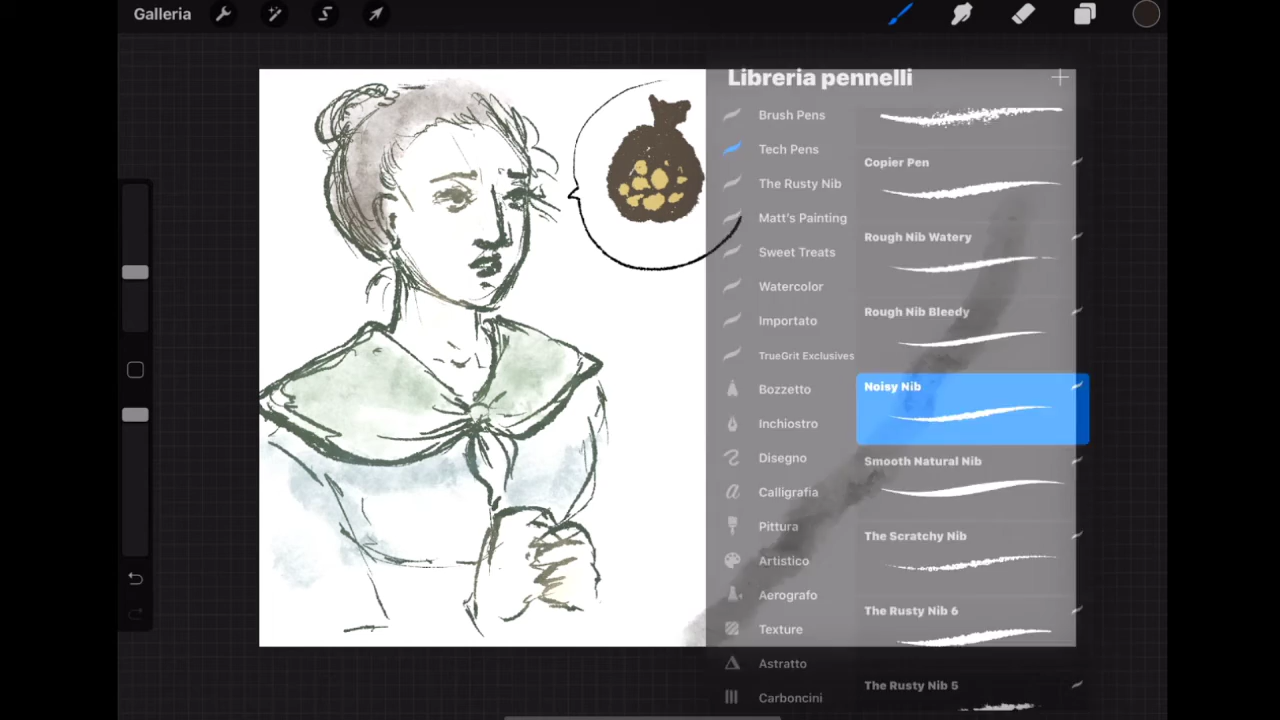 Galleria
Libreria pennelli
Brush Pens
Tech Pens
The Rusty Nib
Matt's Painting
Sweet Treats
Watercolor
Importato
TrueGrit Exclusives
Bozzetto
Inchiostro
Disegno
Calligrafia
Pittura
Artistico
Aerografo
Texture
Astratto
Carboncini
Copier Pen
Rough Nib Watery
Rough Nib Bleedy
Noisy Nib
Smooth Natural Nib
The Scratchy Nib
The Rusty Nib 6
The Rusty Nib 5